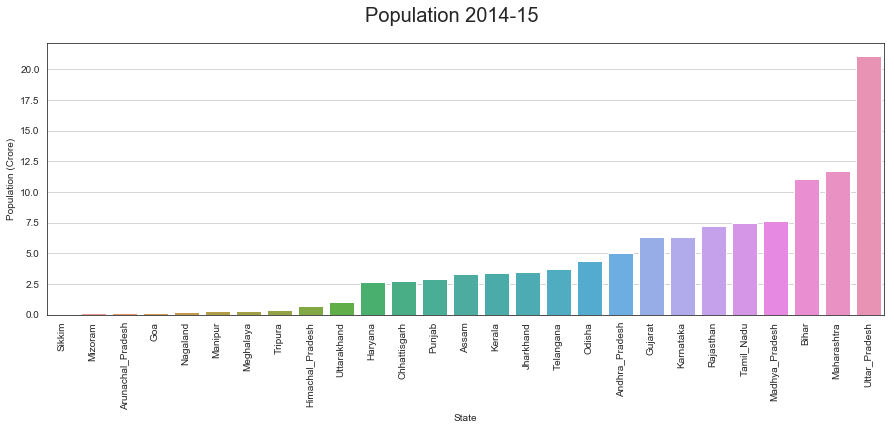 Population 2014-15
Population (Crore)
20.0
17.5
15.0
12.5
10.0
7.5
5.0
2.5
0.0
Sikkim
Mizoram
Arunachal_Pradesh
Goa
Nagaland
Manipur
Meghalaya
Tripura
Himachal_Pradesh
Uttarakhand
Haryana
Chhattisgarh
Punjab
Assam
Kerala
Jharkhand
Telangana
Odisha
Andhra_Pradesh
Gujarat
Karnataka
Rajasthan
Tamil_Nadu
Madhya_Pradesh
Bihar
Maharashtra
Uttar_Pradesh
State